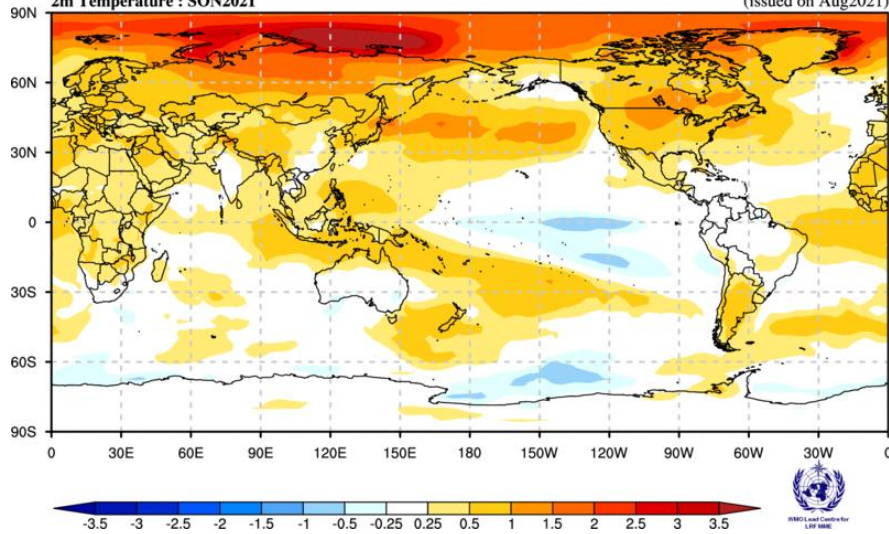 2m Temperature : SON2021 (issued on Aug2021)
90N
60N
30N
0
30S
60S
90S
0 30E 60E 90E 120E 150E 180 150W 120W 90W 60W 30W 0
-3.5 -3 -2.5 -2 -1.5 -1 -0.5 -0.25 0.25 0.5 1 1.5 2 2.5 3 3.5
WMO Lead Centre for
LRF MME